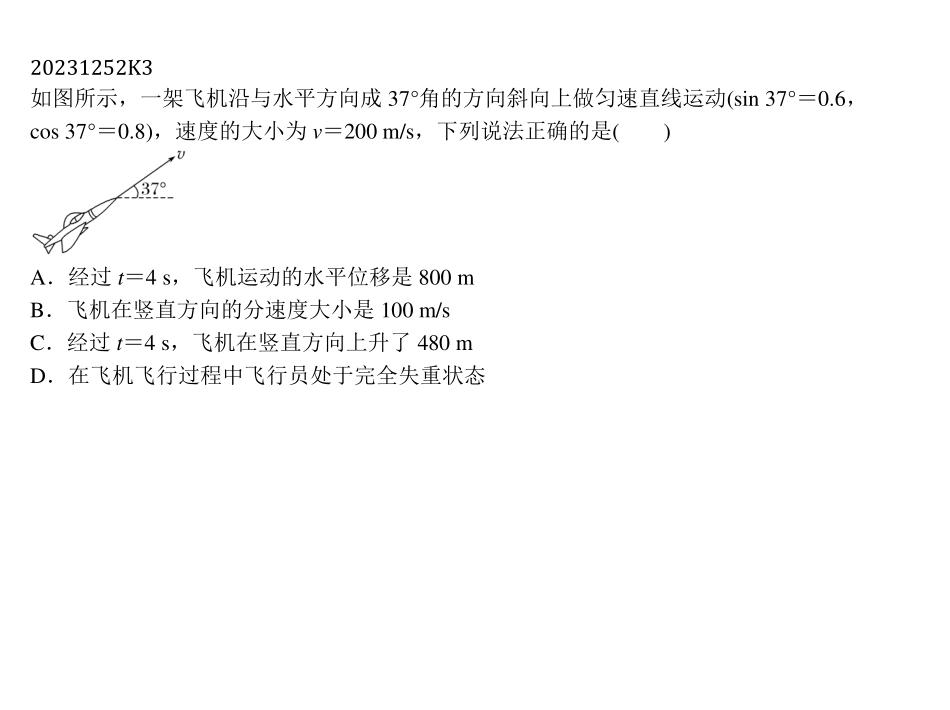 20231252K3
如图所示，一架飞机沿与水平方向成 37°角的方向斜向上做匀速直线运动(sin 37°＝0.6，
cos 37°＝0.8)，速度的大小为 v＝200 m/s，下列说法正确的是(　　)
v
37°
A．经过 t＝4 s，飞机运动的水平位移是 800 m
B．飞机在竖直方向的分速度大小是 100 m/s
C．经过 t＝4 s，飞机在竖直方向上升了 480 m
D．在飞机飞行过程中飞行员处于完全失重状态